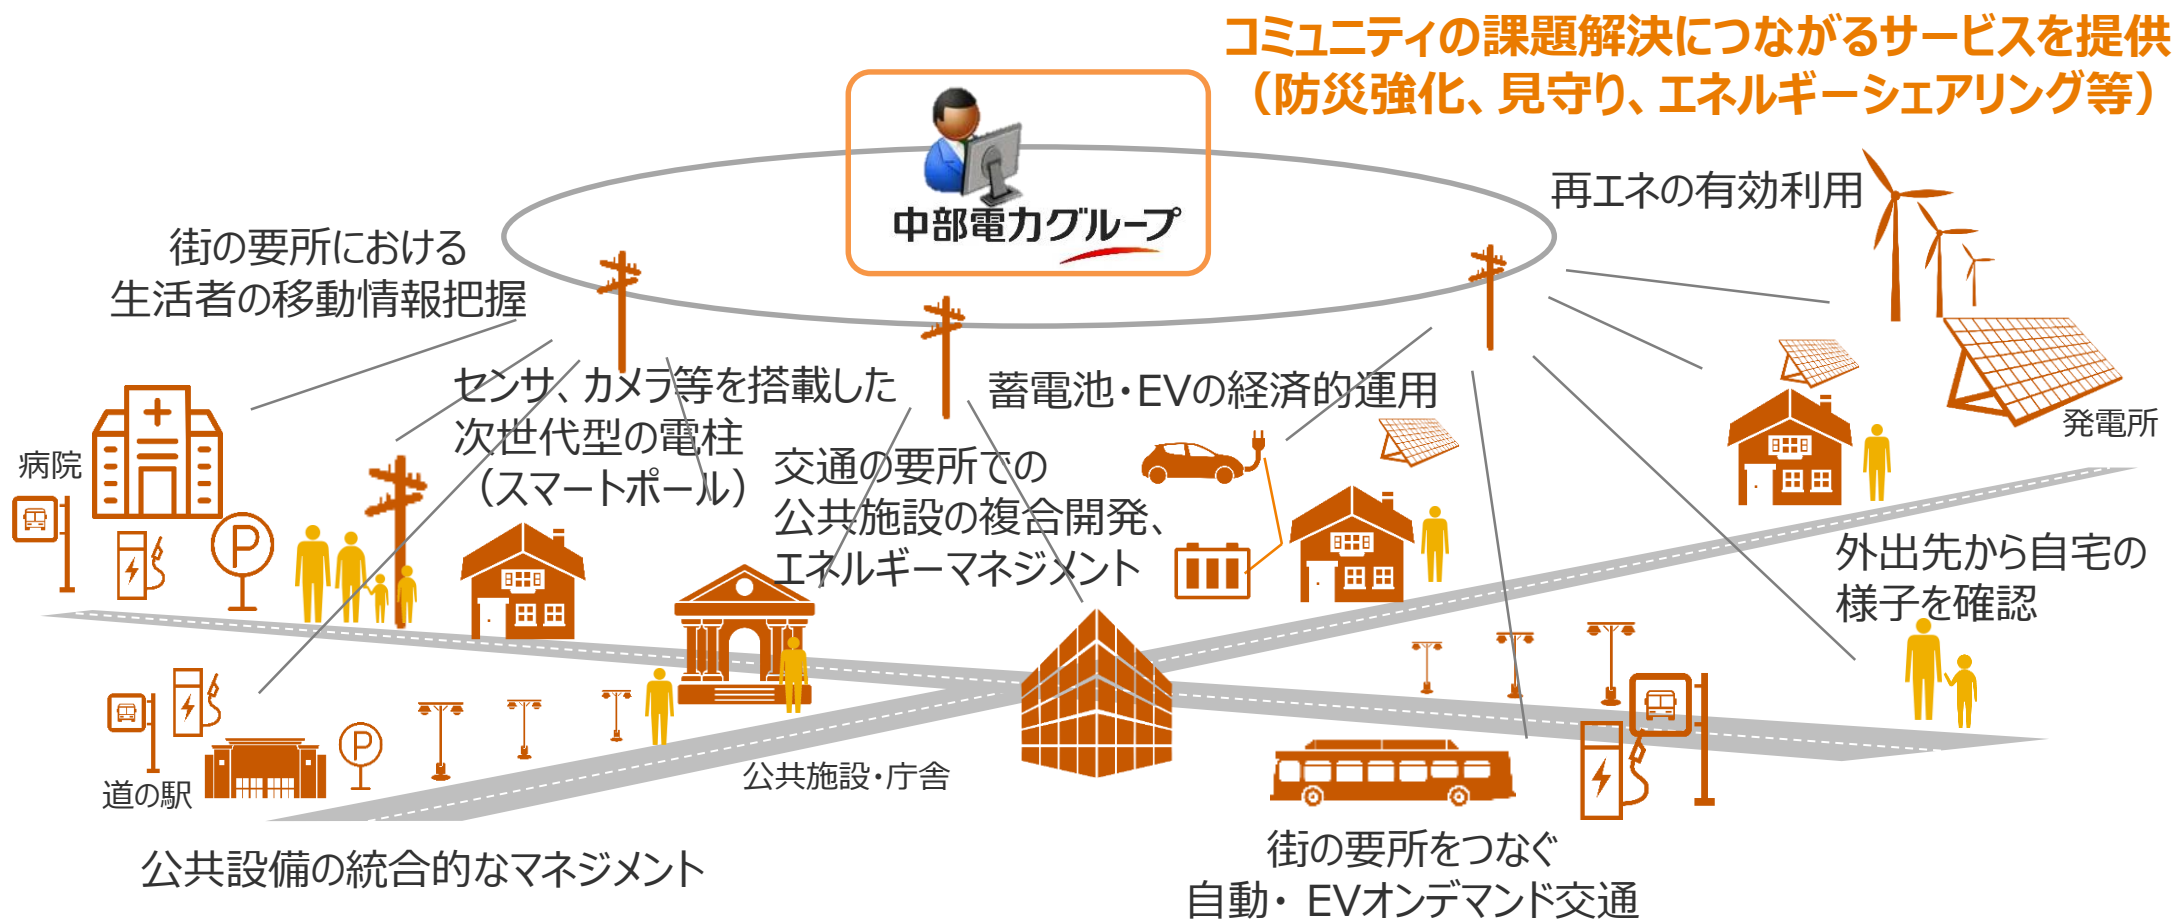 コミュニティの課題解決につながるサービスを提供
（防災強化、見守り、エネルギーシェアリング等）
中部電力グループ
再エネの有効利用
街の要所における
生活者の移動情報把握
センサ、カメラ等を搭載した
次世代型の電柱
（スマートポール）
蓄電池・EVの経済的運用
発電所
病院
交通の要所での
公共施設の複合開発、
エネルギーマネジメント
P
外出先から自宅の
様子を確認
P
道の駅
公共施設・庁舎
公共設備の統合的なマネジメント
街の要所をつなぐ
自動・ EVオンデマンド交通